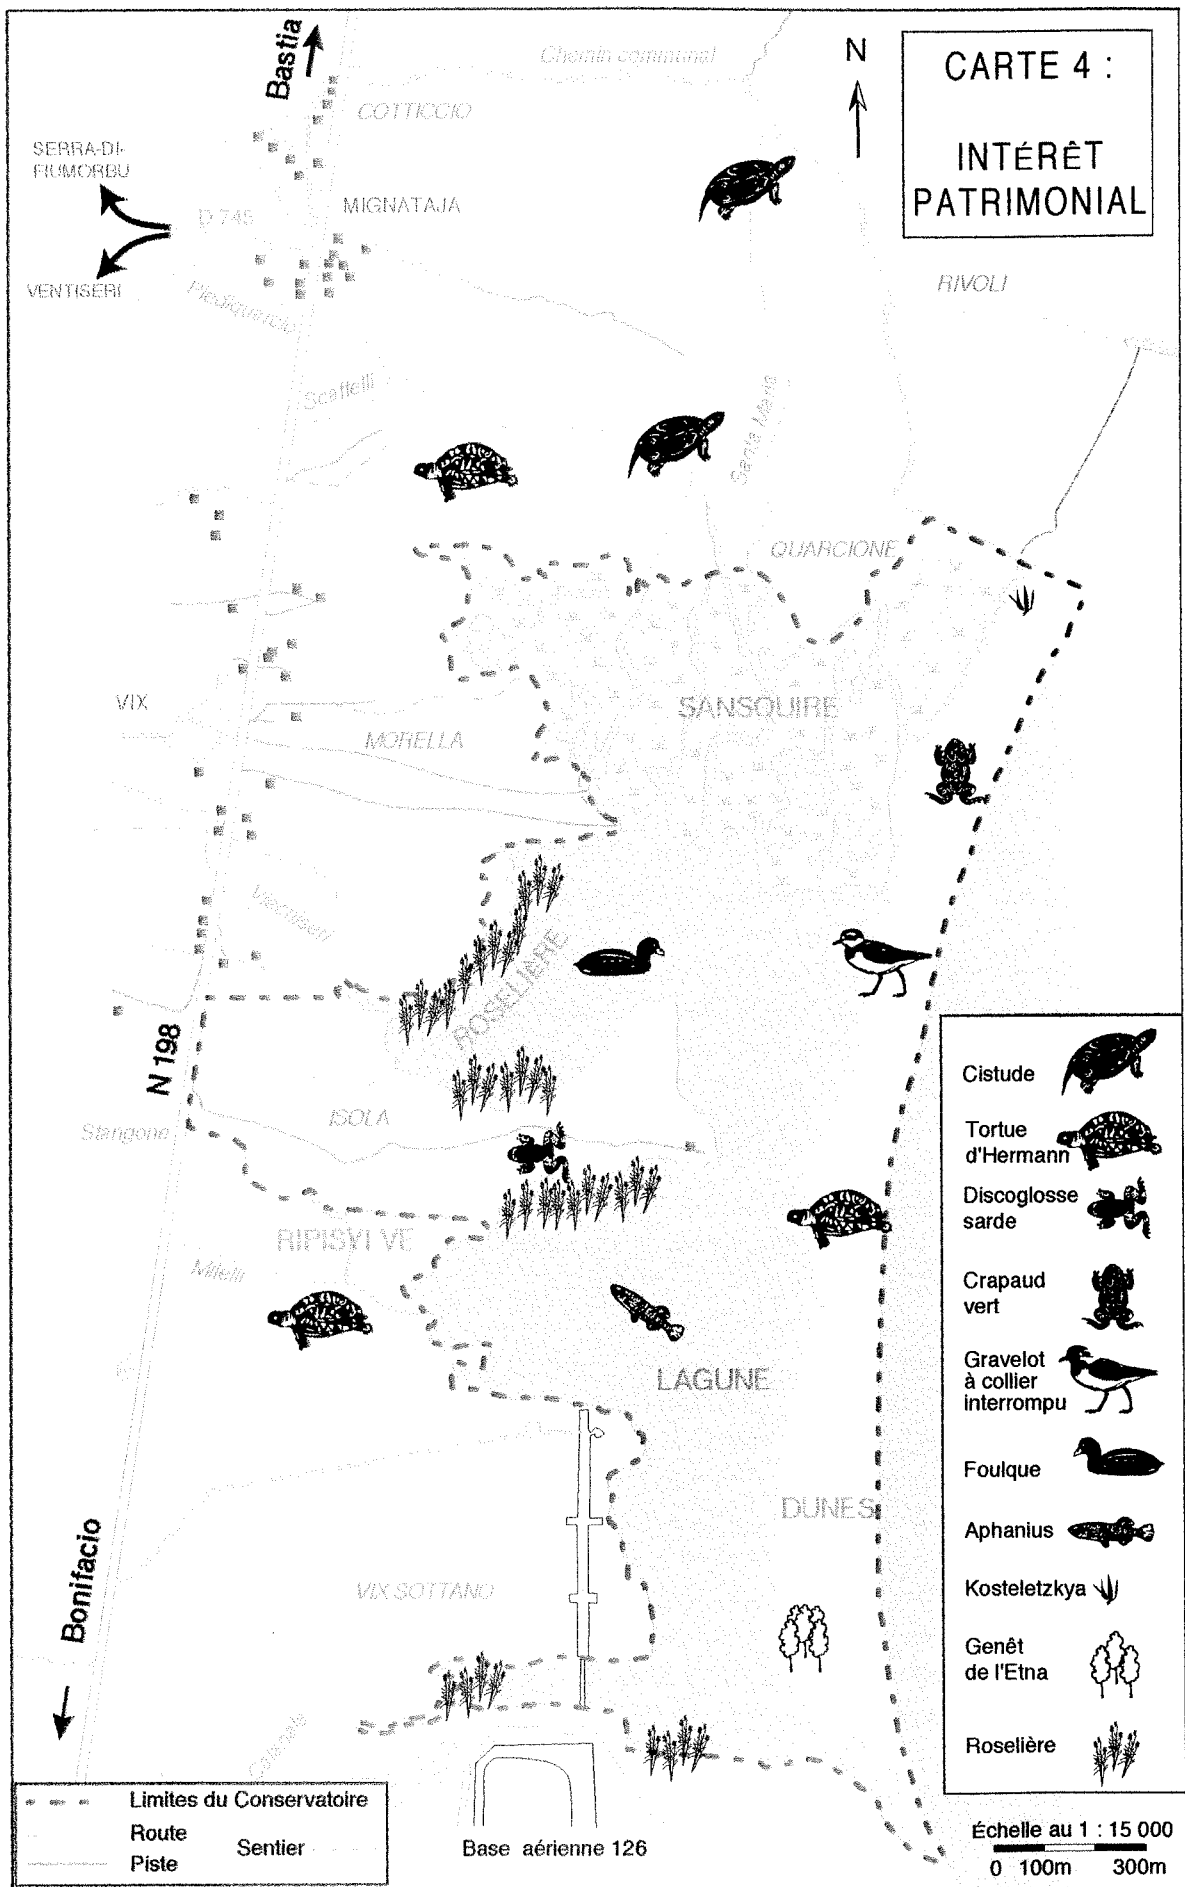 CARTE 4 :
INTÉRÊT
PATRIMONIAL
N
Bastia
Chemin communal
COTTICCIO
SERRA-DI-
FIUMORBU
D 745
MIGNATAJA
VENTISERI
RIVOLI
Scaffelli
Santa Maria
QUARCIONE
VIX
SANSOUIRE
MORELLA
ROSELIERE
N 198
ISOLA
Stangone
RIPISYLVE
LAGUNE
DUNES
VIX SOTTANO
Bonifacio
Base aérienne 126
Cistude
Tortue
d'Hermann
Discoglosse
sarde
Crapaud
vert
Gravelot
à collier
interrompu
Foulque
Aphanius
Kosteletzkya
Genêt
de l'Etna
Roselière
Limites du Conservatoire
Route
Sentier
Piste
Échelle au 1 : 15 000
0 100m 300m